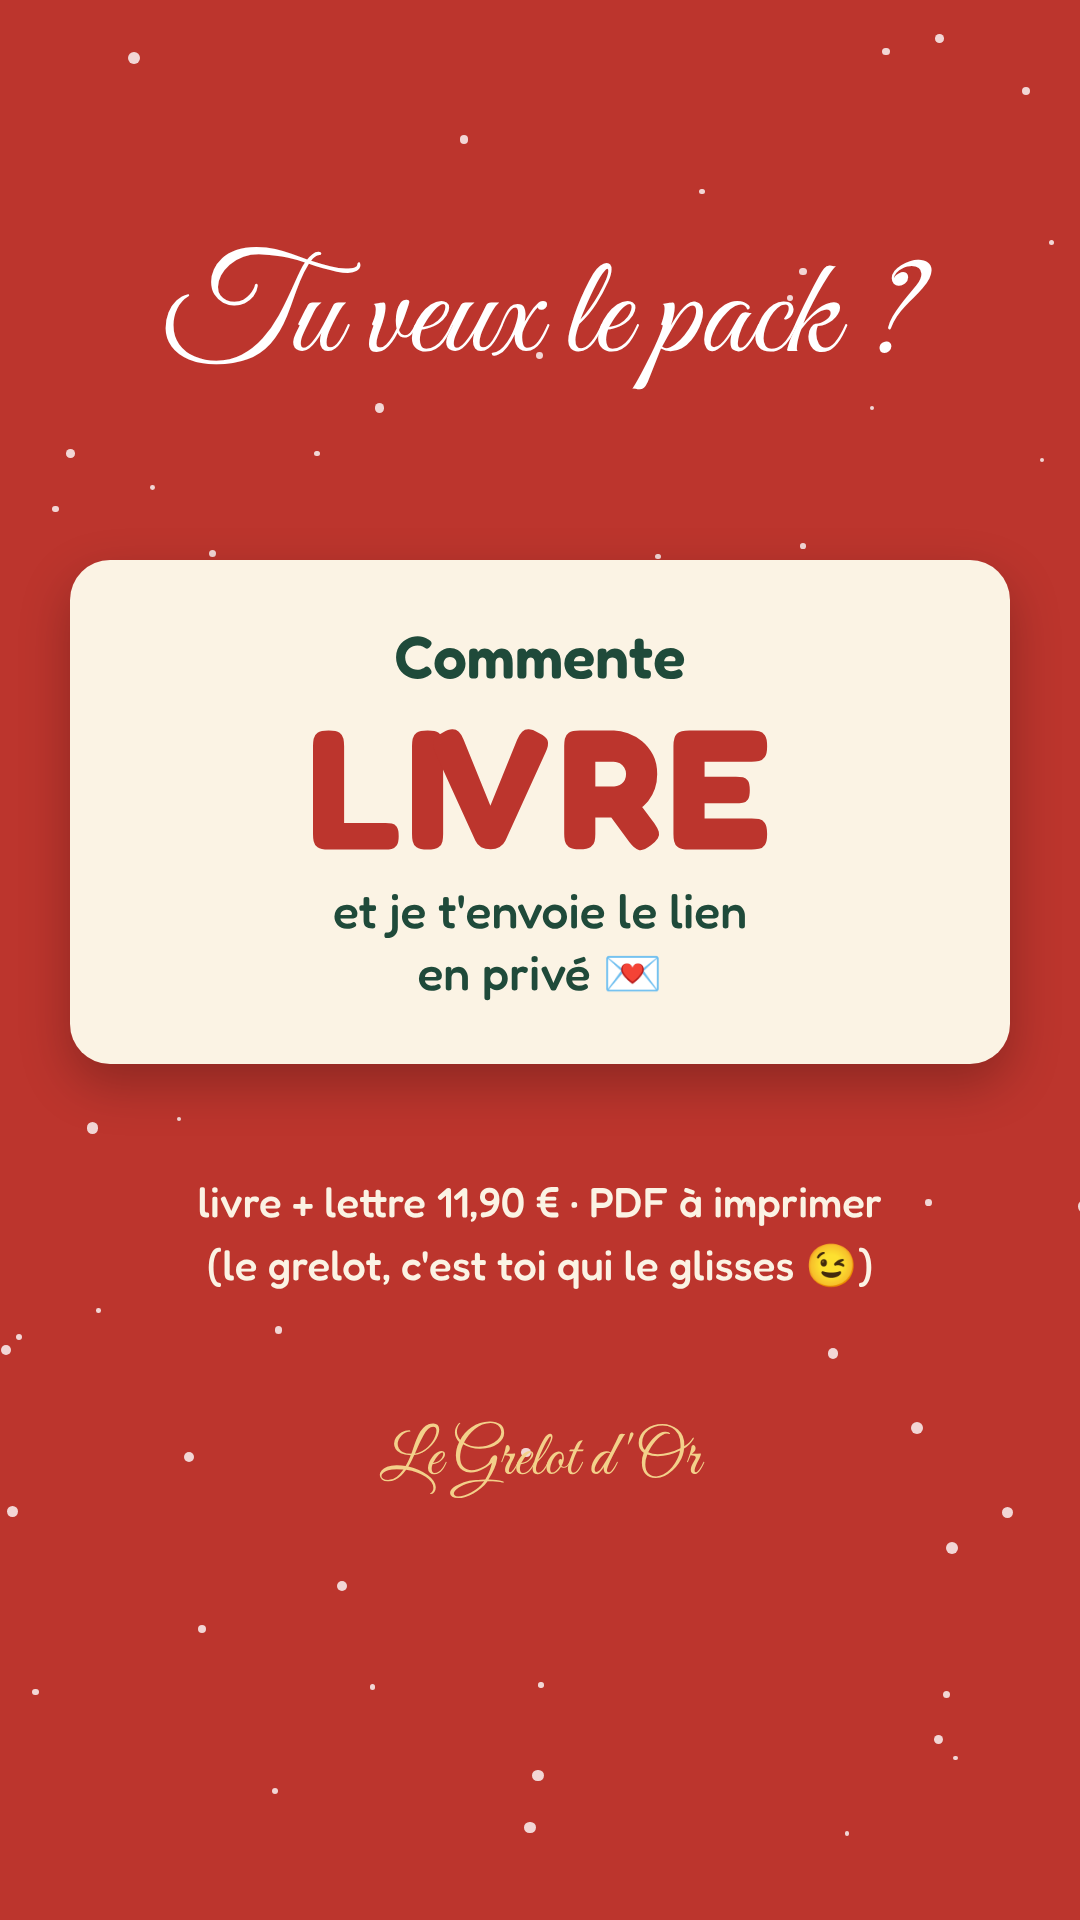 Tu veux le pack ?
Commente
LIVRE
et je t'envoie le lien
en privé 💌
livre + lettre 11,90 € · PDF à imprimer
(le grelot, c'est toi qui le glisses 😉)
Le Grelot d'Or